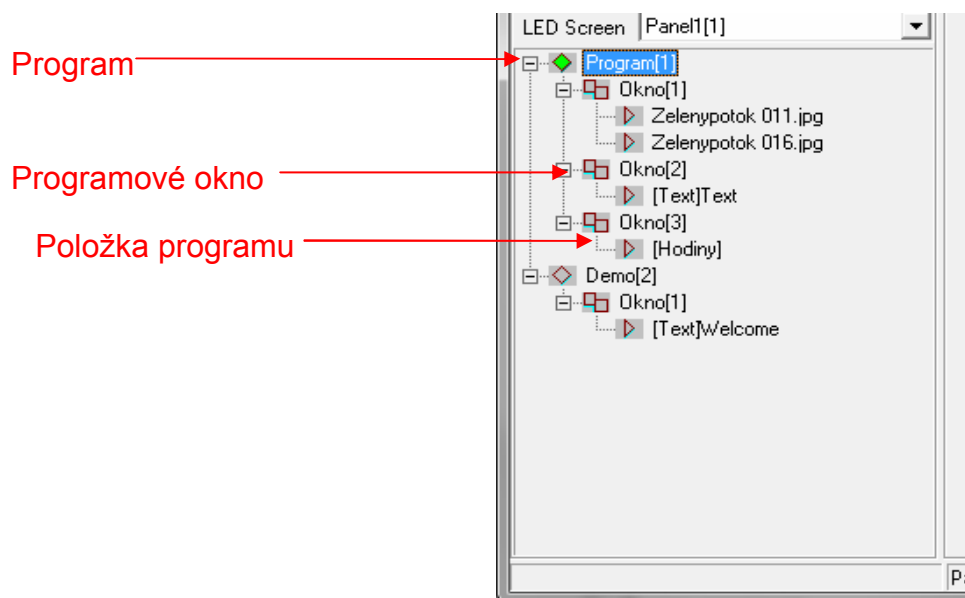 LED Screen Panel1[1]
Program
Program[1]
Okno[1]
Zelenypotok 011.jpg
Zelenypotok 016.jpg
Programové okno
Okno[2]
[Text]Text
Okno[3]
Položka programu
[Hodiny]
Demo[2]
Okno[1]
[Text]Welcome